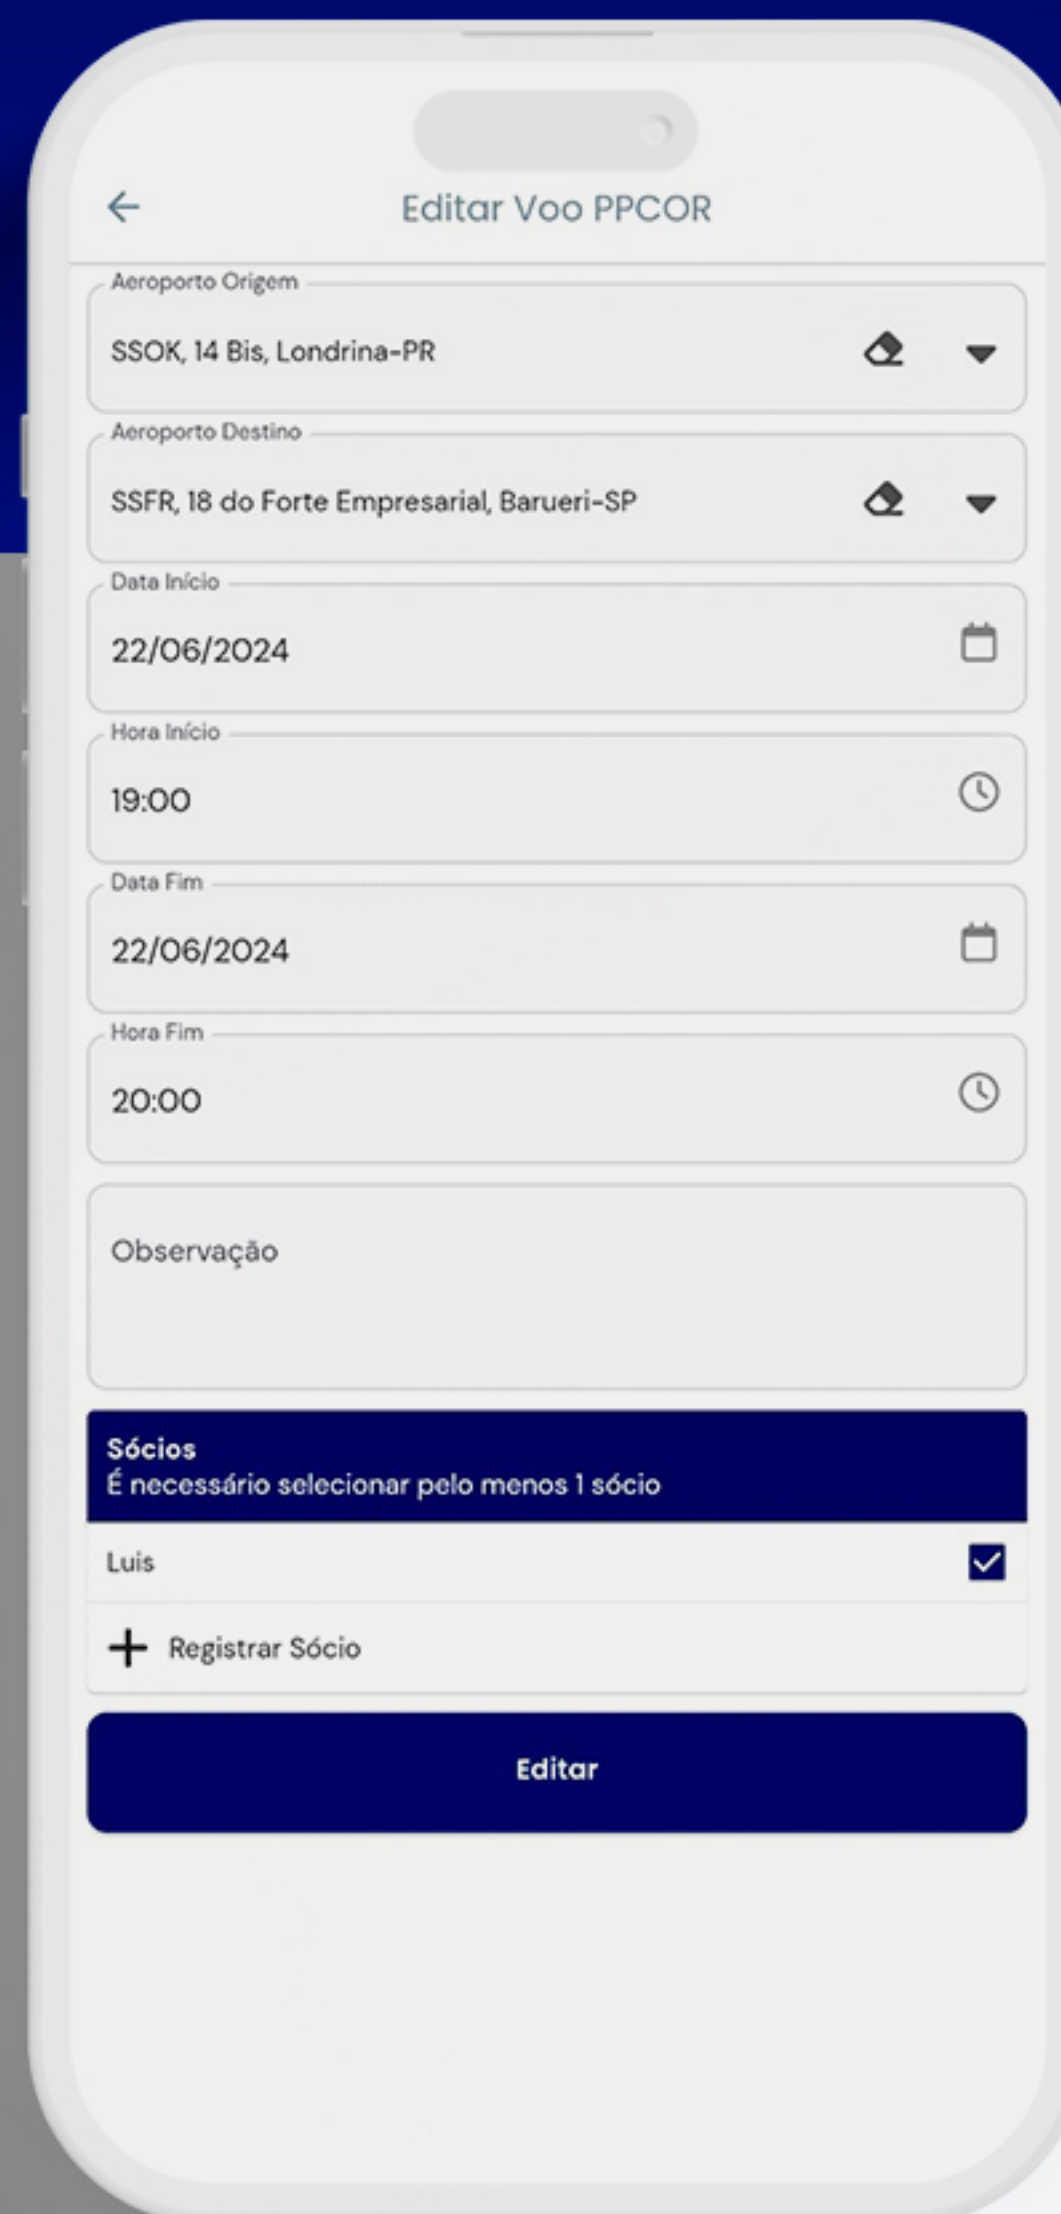 Editar Voo PPCOR
Aeroporto Origem
SSOK, 14 Bis, Londrina-PR
Aeroporto Destino
SSFR, 18 do Forte Empresarial, Barueri-SP
Data Início
22/06/2024
Hora Início
19:00
Data Fim
22/06/2024
Hora Fim
20:00
Observação
Sócios
É necessário selecionar pelo menos 1 sócio
Luis
Registrar Sócio
Editar